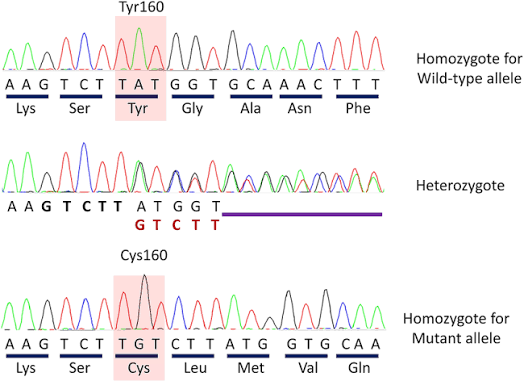 Tyr160
A A G T C T T A T G G T G C A A A C T T T
Lys Ser Tyr Gly Ala Asn Phe
Homozygote for
Wild-type allele
A A G T C T T A T G G T
G T C T T
Heterozygote
Cys160
A A G T C T T G T C T T A T G G T G C A A
Lys Ser Cys Leu Met Val Gln
Homozygote for
Mutant allele